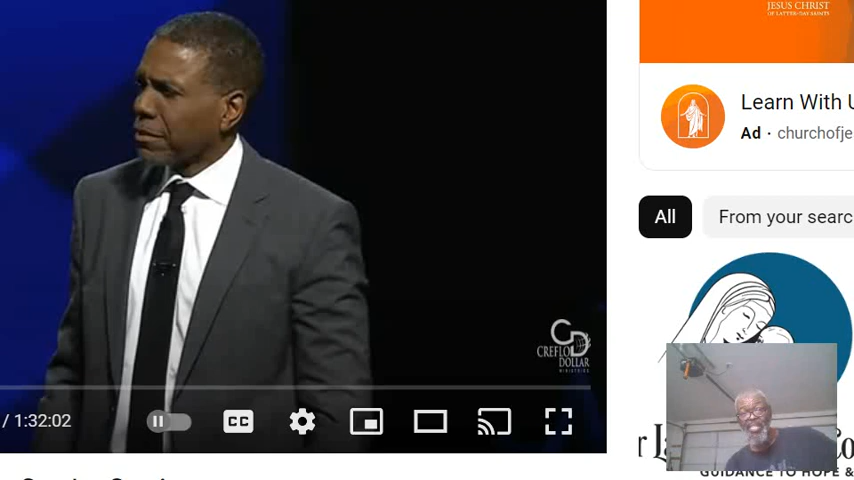 JESUS CHRIST
OF LATTER-DAY SAINTS
Learn With U
Ad · churchofje
All
From your searc
CREFLO
DOLLAR
MINISTRIES
/ 1:32:02
CC
GUIDANCE TO HOPE &